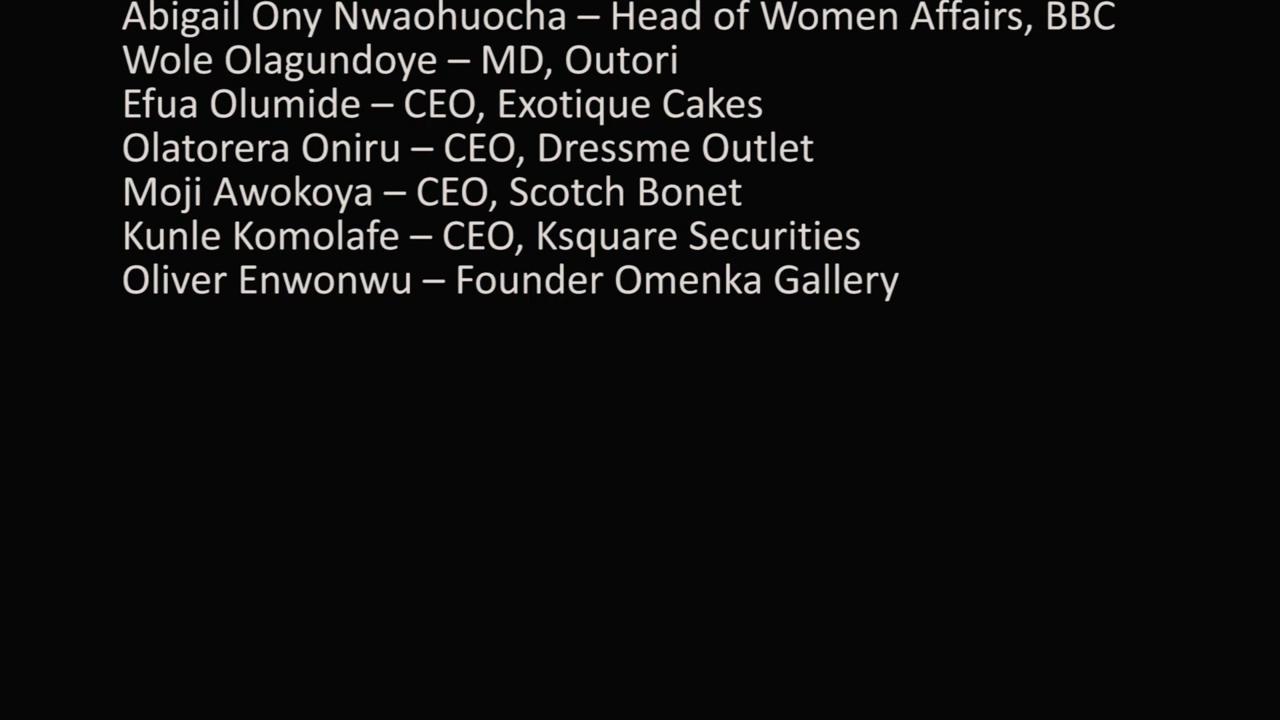 Abigail Ony Nwaohuocha – Head of Women Affairs, BBC
Wole Olagundoye – MD, Outori
Efua Olumide – CEO, Exotique Cakes
Olatorera Oniru – CEO, Dressme Outlet
Moji Awokoya – CEO, Scotch Bonet
Kunle Komolafe – CEO, Ksquare Securities
Oliver Enwonwu – Founder Omenka Gallery